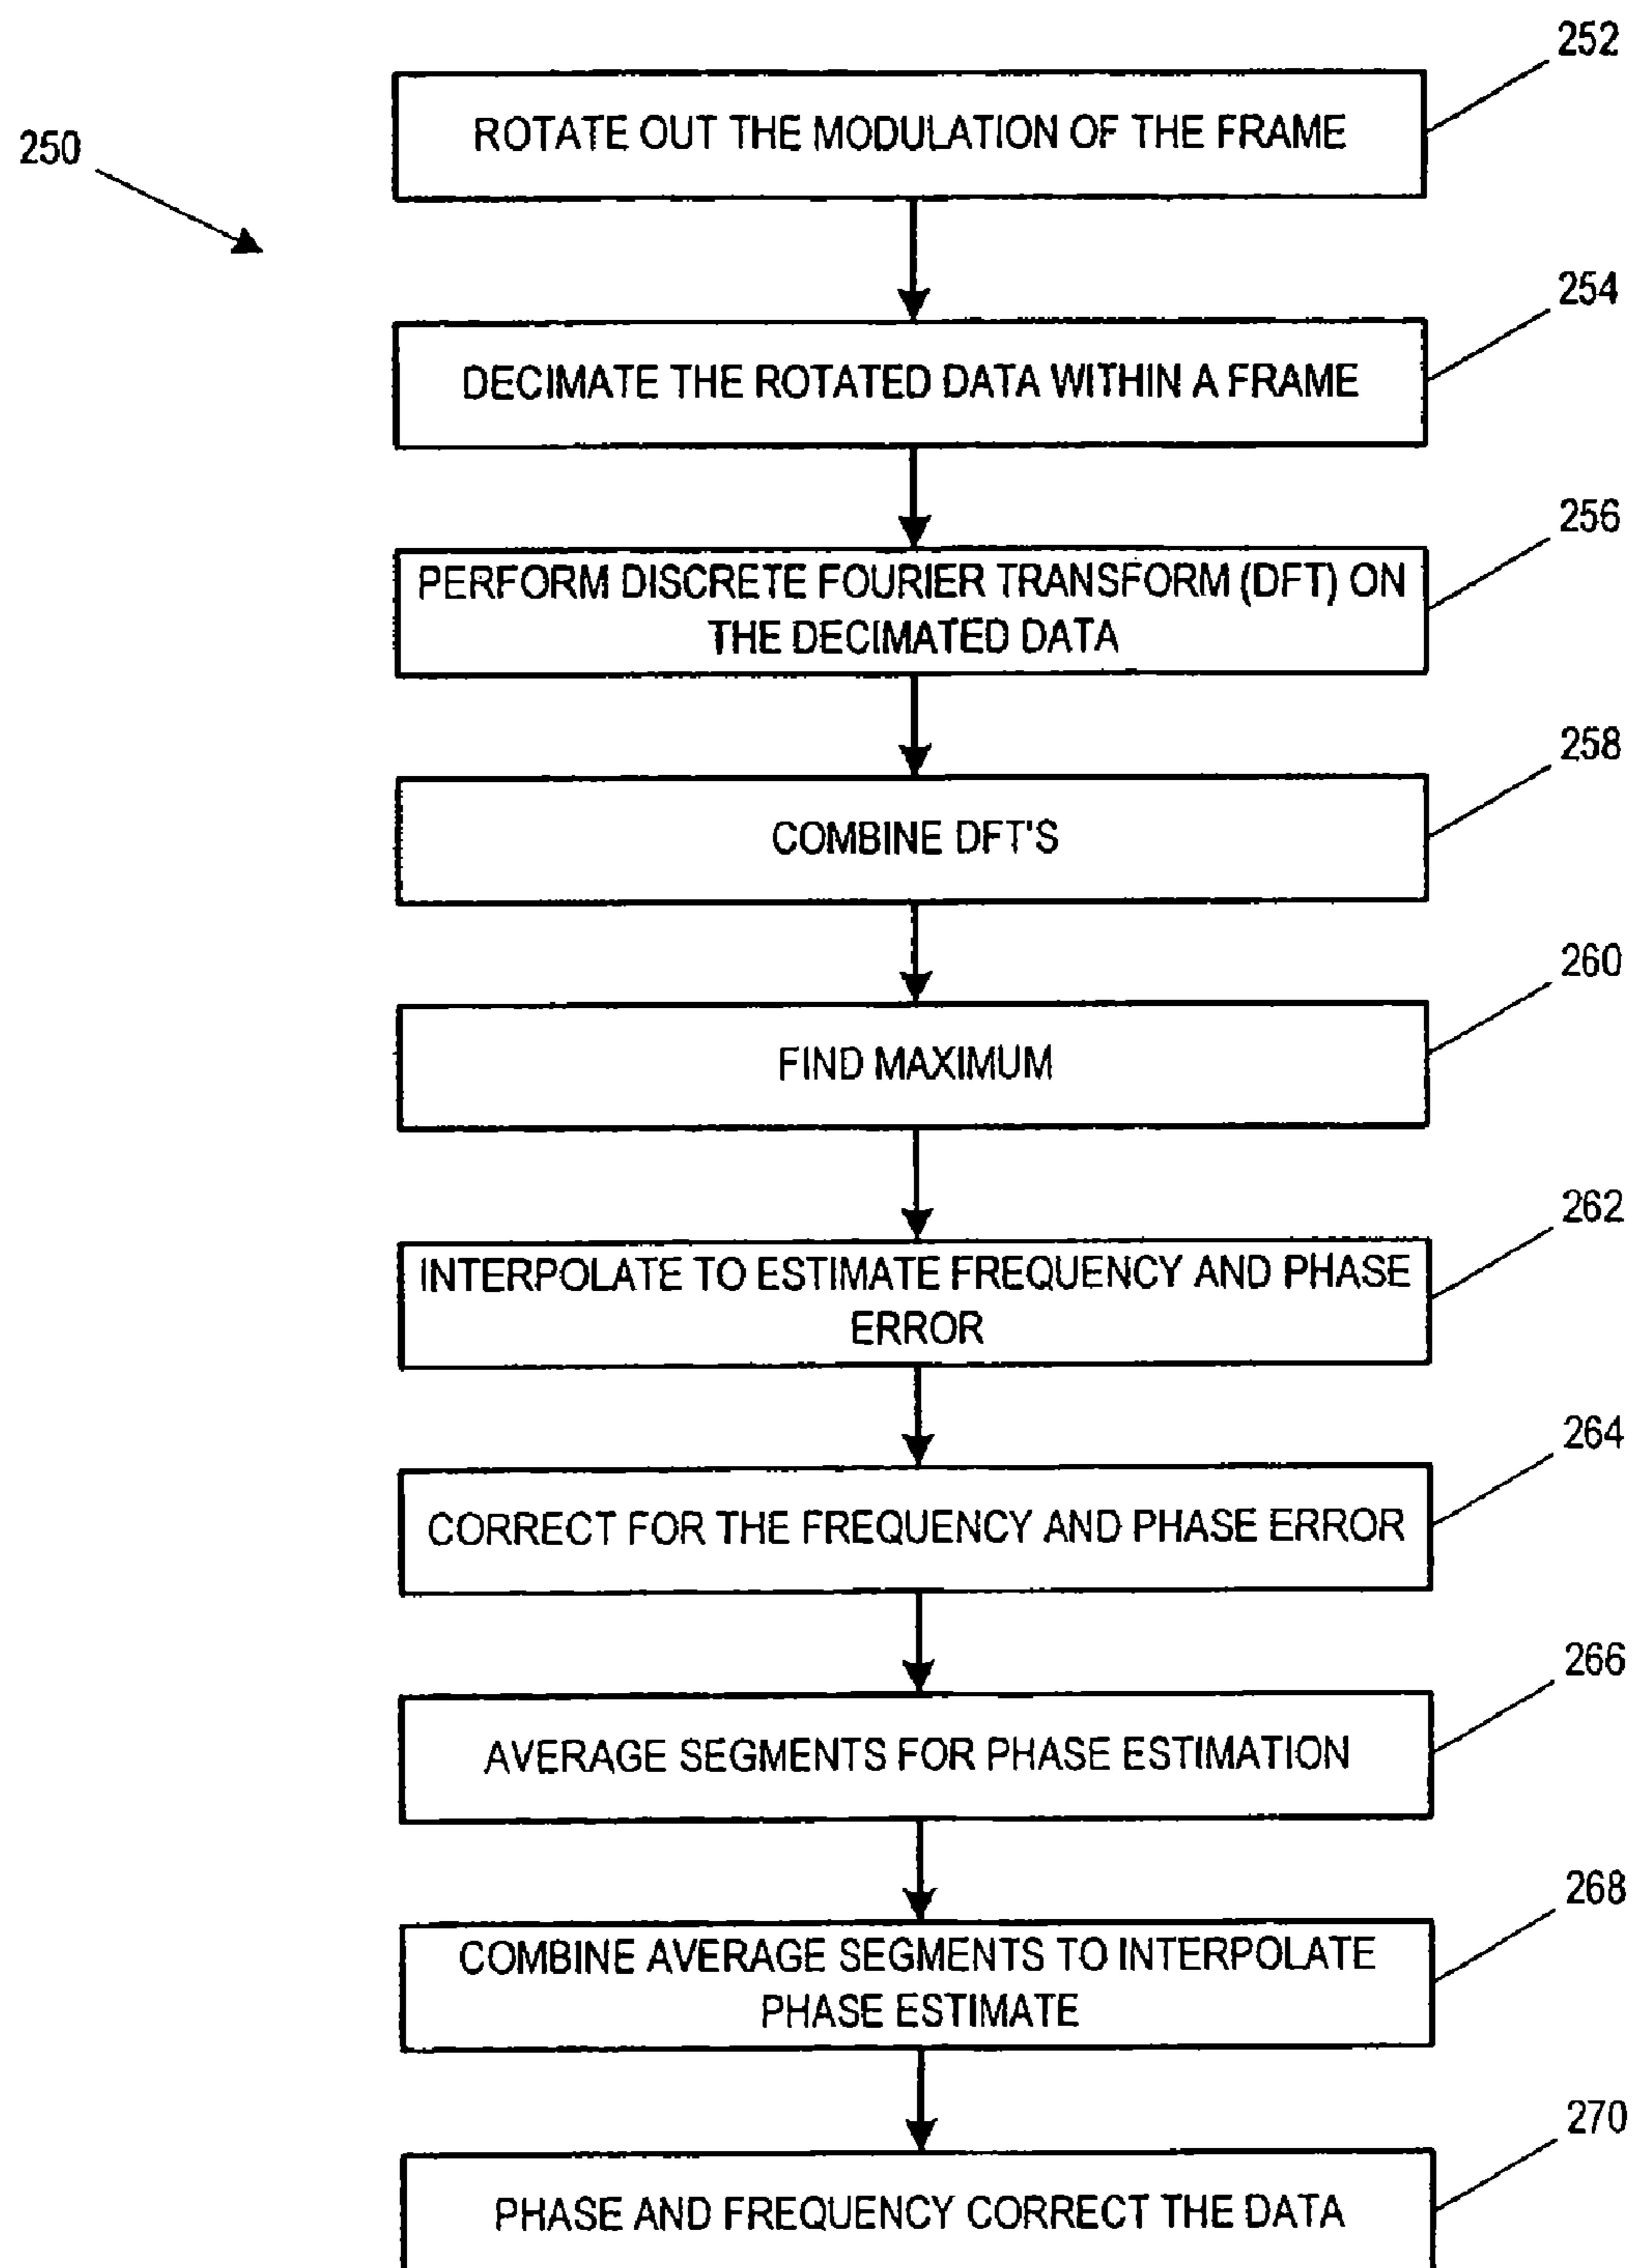 252
ROTATE OUT THE MODULATION OF THE FRAME
250
254
DECIMATE THE ROTATED DATA WITHIN A FRAME
256
PERFORM DISCRETE FOURIER TRANSFORM (DFT) ON
THE DECIMATED DATA
258
COMBINE DFT'S
260
FIND MAXIMUM
262
INTERPOLATE TO ESTIMATE FREQUENCY AND PHASE
ERROR
264
CORRECT FOR THE FREQUENCY AND PHASE ERROR
266
AVERAGE SEGMENTS FOR PHASE ESTIMATION
268
COMBINE AVERAGE SEGMENTS TO INTERPOLATE
PHASE ESTIMATE
270
PHASE AND FREQUENCY CORRECT THE DATA